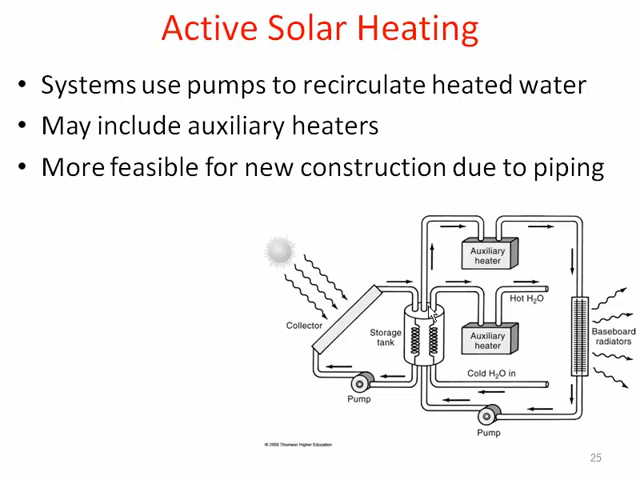 Active Solar Heating
• Systems use pumps to recirculate heated water
• May include auxiliary heaters
• More feasible for new construction due to piping
Auxiliary
heater
Hot H₂O
Collector
Storage
tank
Auxiliary
heater
Baseboard
radiators
Cold H₂O in
Pump
Pump
© 2006 Thomson Higher Education
25